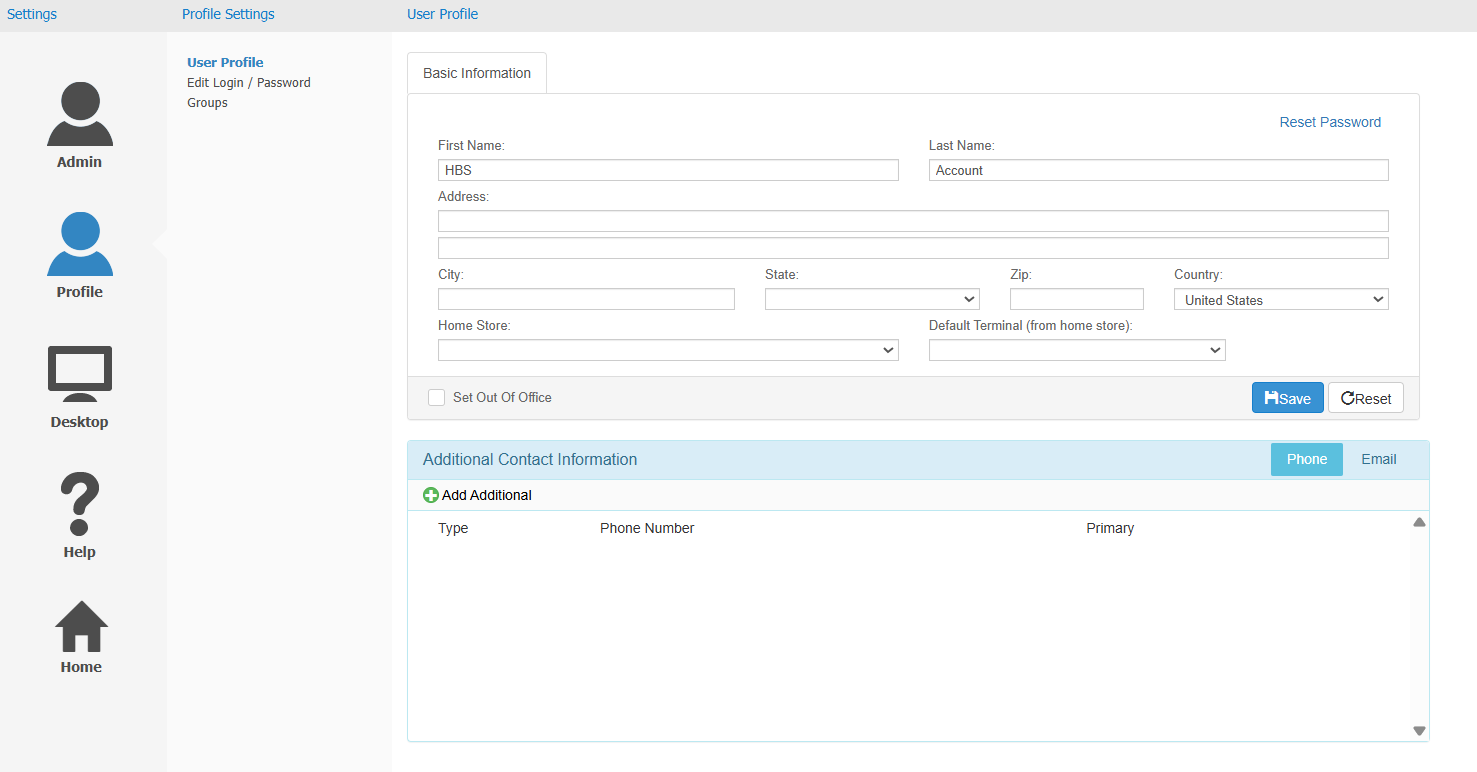 Settings
Profile Settings
User Profile
Admin
Profile
Desktop
Help
Home
User Profile
Edit Login / Password
Groups
Basic Information
Reset Password
First Name:
Last Name:
HBS
Account
Address:
City:
State:
Zip:
Country:
United States
Home Store:
Default Terminal (from home store):
Set Out Of Office
Save
Reset
Additional Contact Information
Phone
Email
Add Additional
Type
Phone Number
Primary